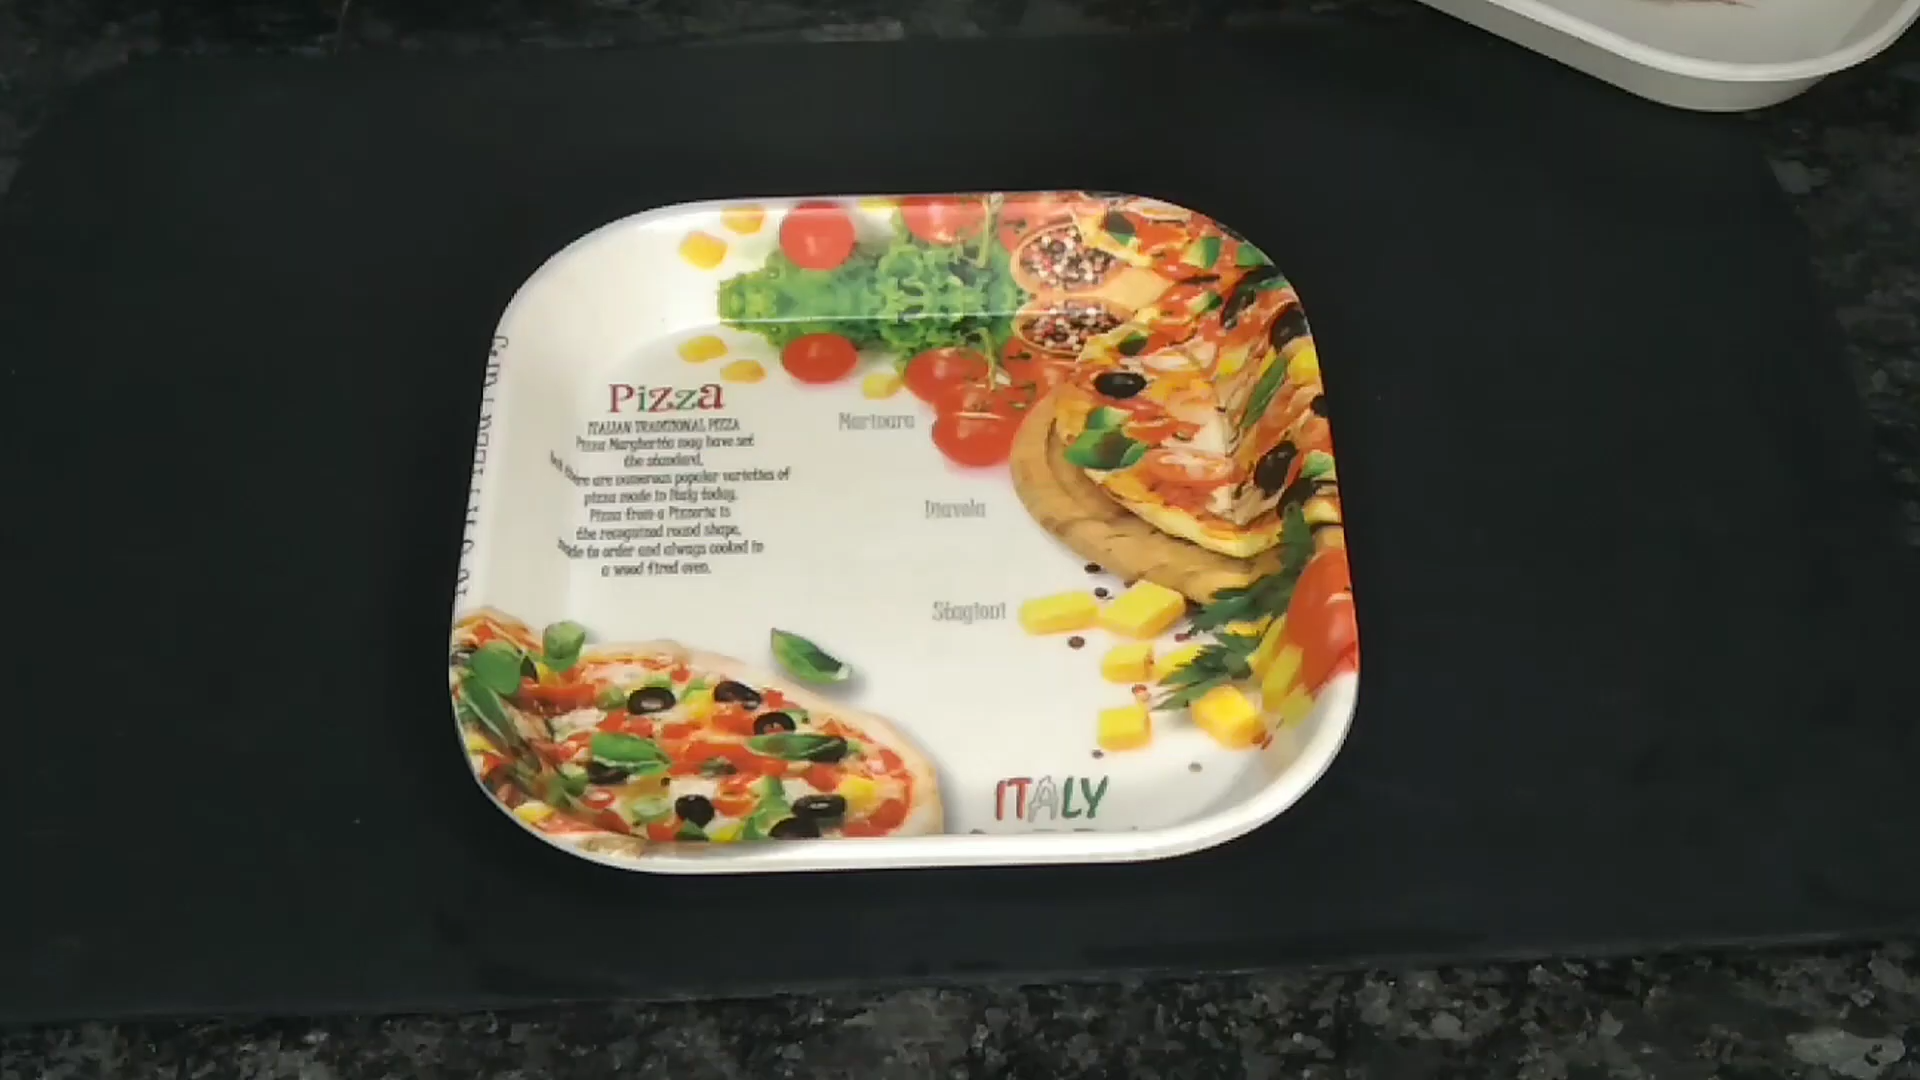 Pizza
ITALIAN TRADITIONAL PIZZA
Pizza Margherita may have set
the standard,
but there are numerous popular varieties of
pizza made in Italy today.
Pizza from a Pizzeria is
the recognized round shape,
made to order and always cooked in
a wood fired oven.
Marinara
Diavola
Stagioni
ITALY